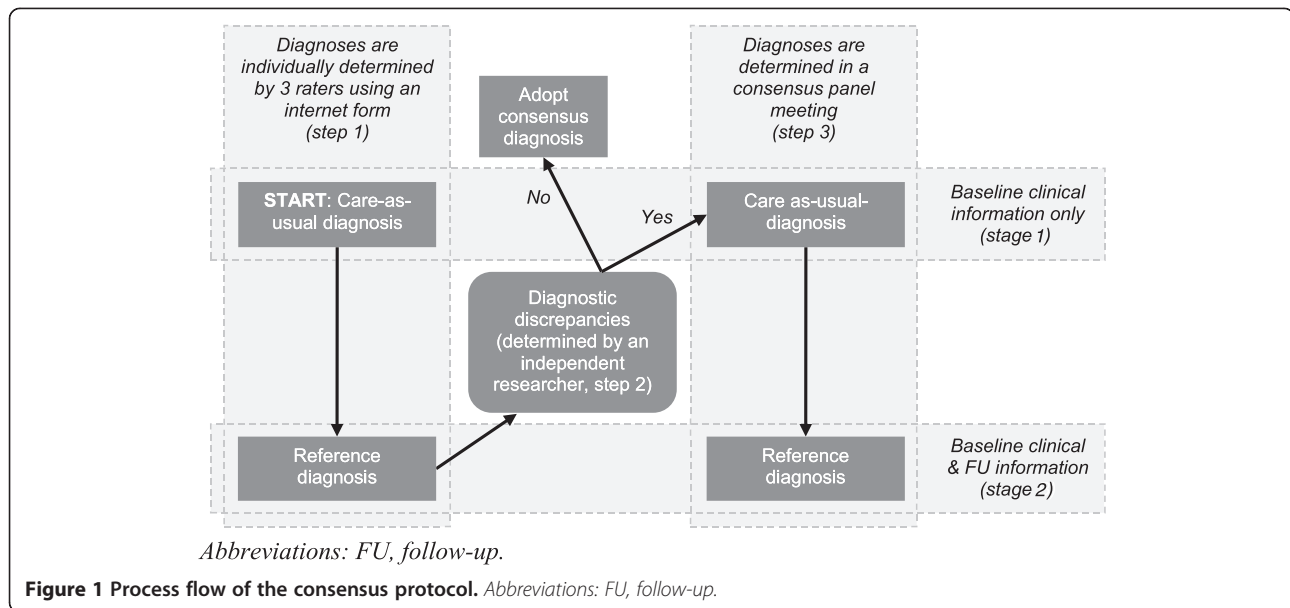 Diagnoses are
individually determined
by 3 raters using an
internet form
(step 1)
Adopt
consensus
diagnosis
Diagnoses are
determined in a
consensus panel
meeting
(step 3)
START: Care-as-
usual diagnosis
No
Yes
Care as-usual-
diagnosis
Baseline clinical
information only
(stage 1)
Diagnostic
discrepancies
(determined by an
independent
researcher, step 2)
Reference
diagnosis
Reference
diagnosis
Baseline clinical
& FU information
(stage 2)
Abbreviations: FU, follow-up.
Figure 1 Process flow of the consensus protocol. Abbreviations: FU, follow-up.